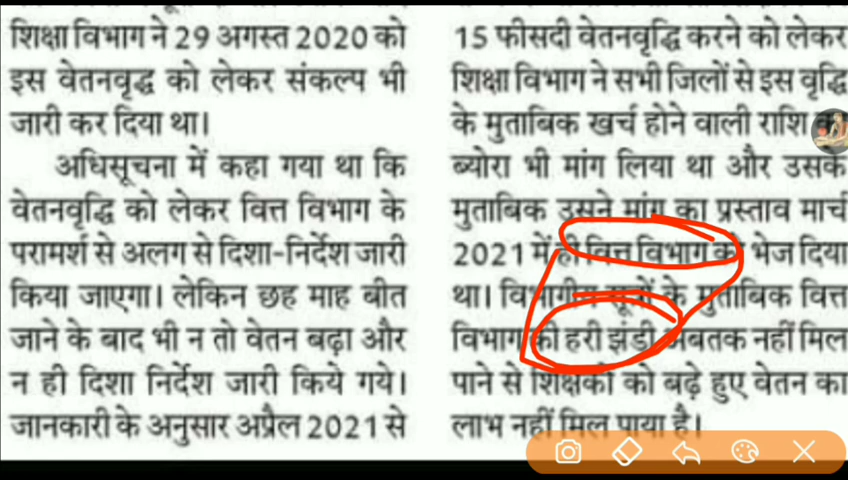 शिक्षा विभाग ने 29 अगस्त 2020 को
इस वेतनवृद्ध को लेकर संकल्प भी
जारी कर दिया था।
अधिसूचना में कहा गया था कि
वेतनवृद्धि को लेकर वित्त विभाग के
परामर्श से अलग से दिशा-निर्देश जारी
किया जाएगा। लेकिन छह माह बीत
जाने के बाद भी न तो वेतन बढ़ा और
न ही दिशा निर्देश जारी किये गये।
जानकारी के अनुसार अप्रैल 2021 से
15 फीसदी वेतनवृद्धि करने को लेकर
शिक्षा विभाग ने सभी जिलों से इस वृद्धि
के मुताबिक खर्च होने वाली राशि
ब्योरा भी मांग लिया था और उसके
मुताबिक उसने मांग का प्रस्ताव मार्च
2021 में ही वित्त विभाग को भेज दिया
था। विभागीय सूत्रों के मुताबिक वित्त
विभाग की हरी झंडी अबतक नहीं मिल
पाने से शिक्षकों को बढ़े हुए वेतन का
लाभ नहीं मिल पाया है।